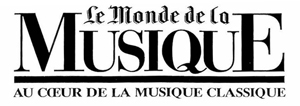 Le Monde de la
MUSIQUE
AU CŒUR DE LA MUSIQUE CLASSIQUE